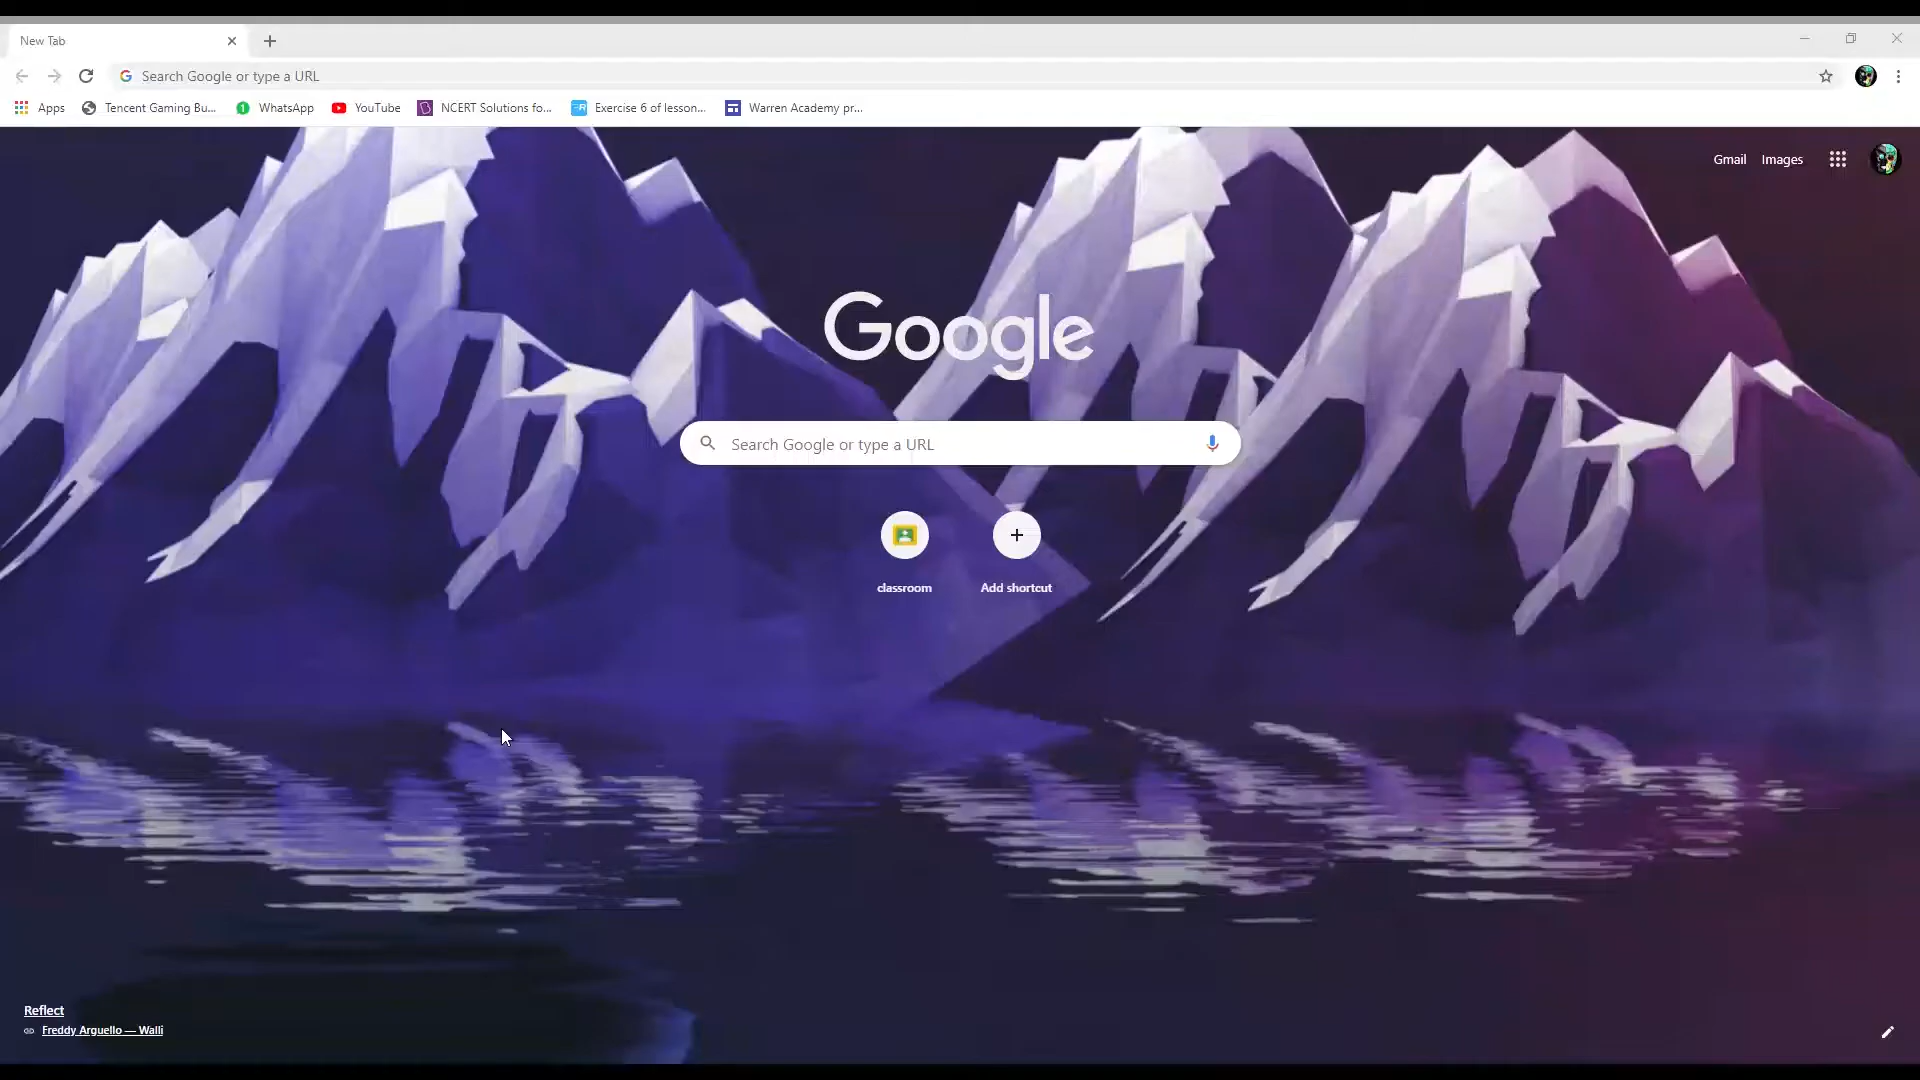 New Tab
Search Google or type a URL
Apps
Tencent Gaming Bu...
1
WhatsApp
YouTube
NCERT Solutions fo...
Exercise 6 of lesson...
Warren Academy pr...
Gmail
Images
Google
Search Google or type a URL
classroom
Add shortcut
Reflect
Freddy Arguello — Walli